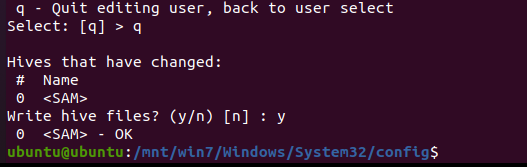 q - Quit editing user, back to user select
Select: [q] > q
Hives that have changed:
#  Name
0  <SAM>
Write hive files? (y/n) [n] : y
0  <SAM> - OK
ubuntu@ubuntu:/mnt/win7/Windows/System32/config$